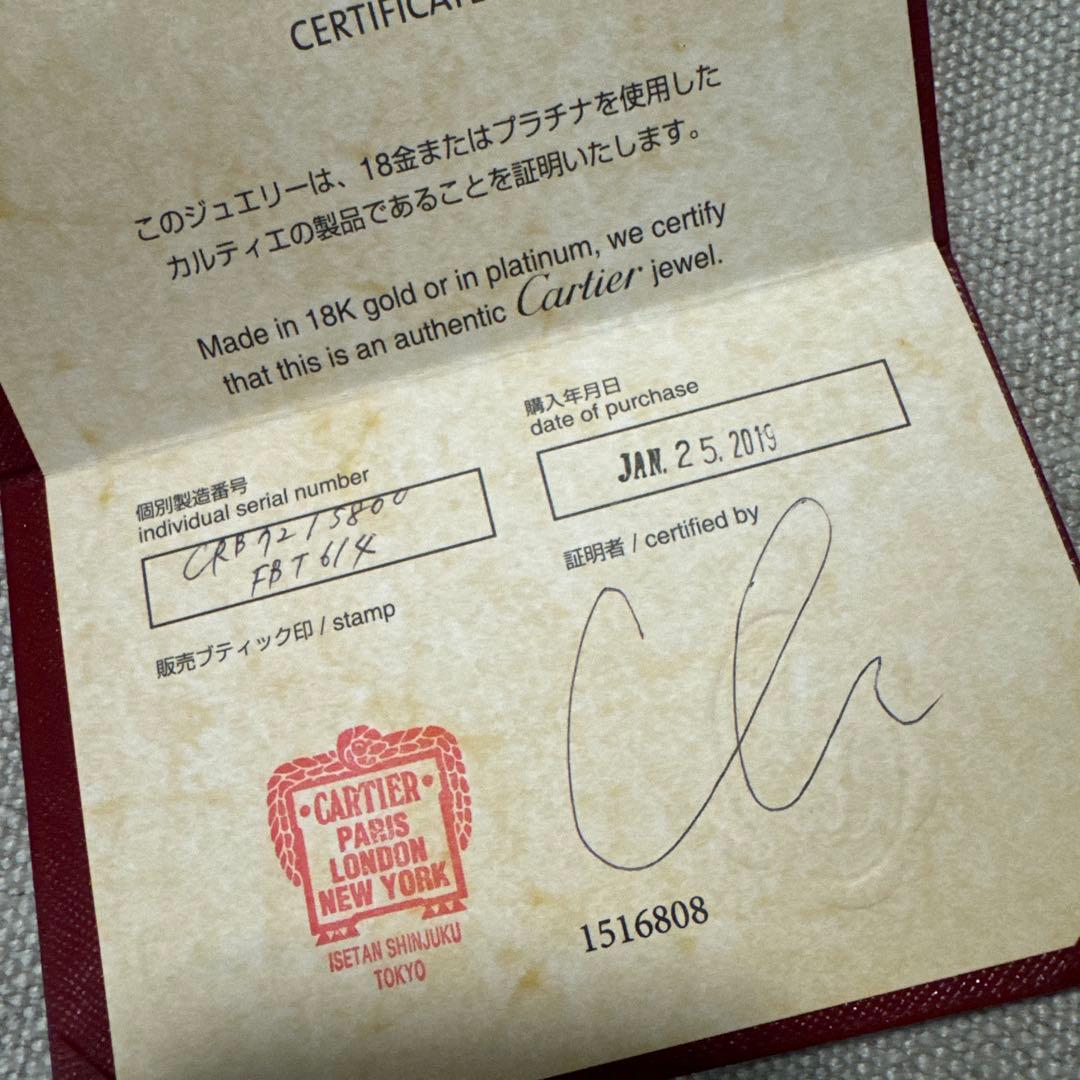 CERTIFICATE
このジュエリーは、18金またはプラチナを使用した
カルティエの製品であることを証明いたします。
Made in 18K gold or in platinum, we certify
that this is an authentic Cartier jewel.
購入年月日
date of purchase
JAN. 25. 2019
個別製造番号
individual serial number
CRB7215800
FBT614
証明者 / certified by
販売ブティック印 / stamp
CARTIER
PARIS
LONDON
NEW YORK
ISETAN SHINJUKU
TOKYO
1516808